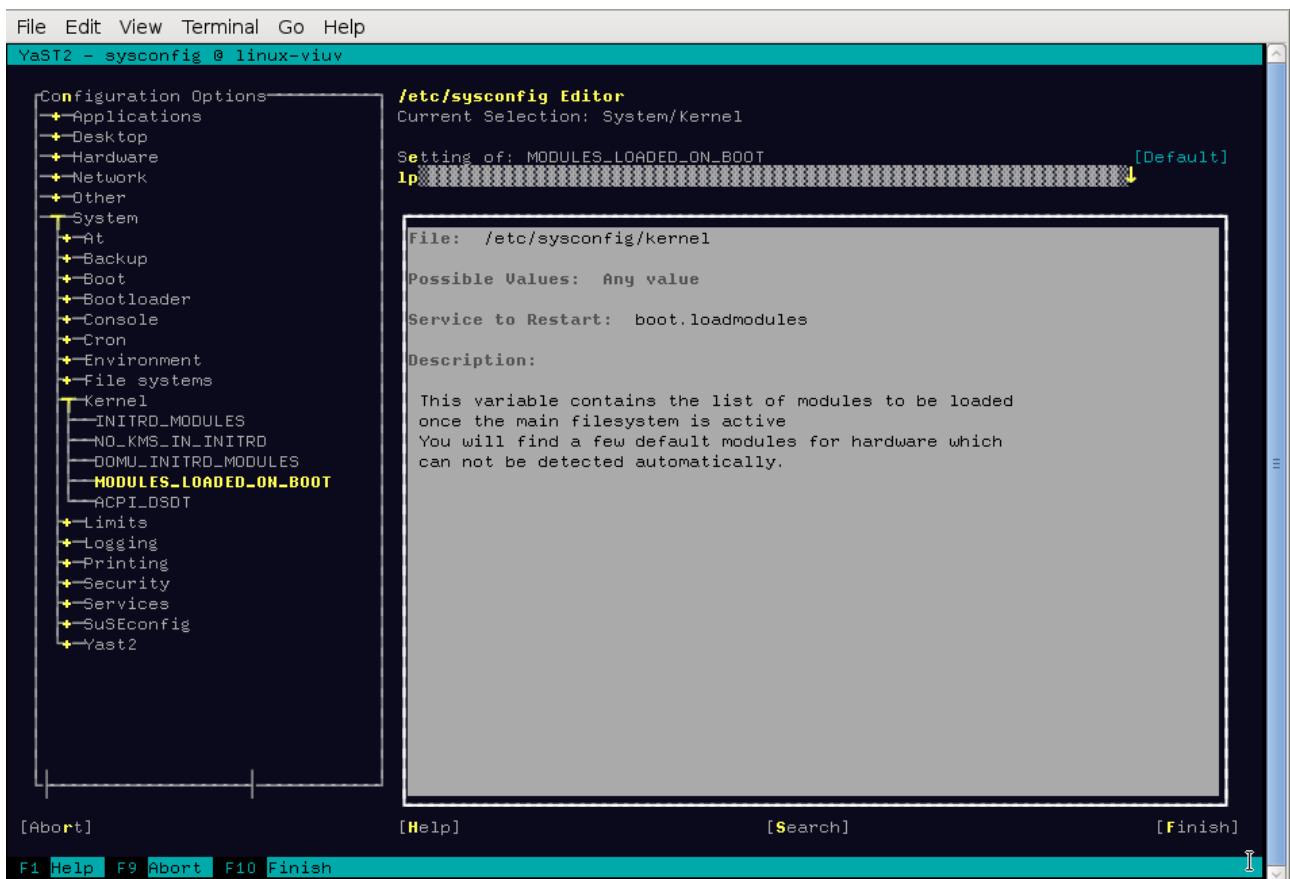 File Edit View Terminal Go Help
YaST2 - sysconfig @ linux-viuv
Configuration Options
Applications
Desktop
Hardware
Network
Other
System
At
Backup
Boot
Bootloader
Console
Cron
Environment
File systems
Kernel
INITRD_MODULES
NO_KMS_IN_INITRD
DOMU_INITRD_MODULES
MODULES_LOADED_ON_BOOT
ACPI_DSDT
Limits
Logging
Printing
Security
Services
SuSEconfig
Yast2
/etc/sysconfig Editor
Current Selection: System/Kernel
Setting of: MODULES_LOADED_ON_BOOT [Default]
lp
File: /etc/sysconfig/kernel
Possible Values: Any value
Service to Restart: boot.loadmodules
Description:
This variable contains the list of modules to be loaded
once the main filesystem is active
You will find a few default modules for hardware which
can not be detected automatically.
[Abort] [Help] [Search] [Finish]
F1 Help F9 Abort F10 Finish